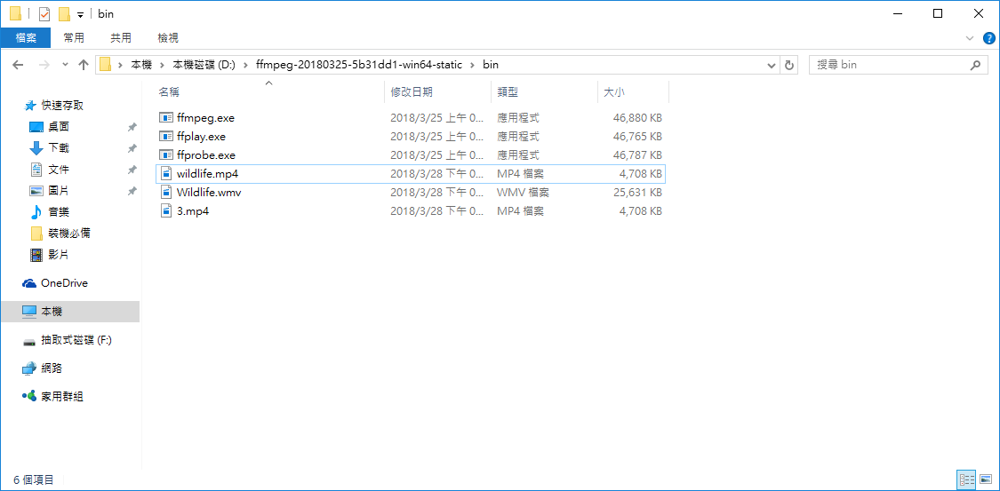 bin
檔案 常用 共用 檢視
本機 本機磁碟 (D:) ffmpeg-20180325-5b31dd1-win64-static bin 搜尋 bin
快速存取
桌面
下載
文件
圖片
音樂
裝機必備
影片
OneDrive
本機
抽取式磁碟 (F:)
網路
家用群組
名稱 修改日期 類型 大小
ffmpeg.exe 2018/3/25 上午 0... 應用程式 46,880 KB
ffplay.exe 2018/3/25 上午 0... 應用程式 46,765 KB
ffprobe.exe 2018/3/25 上午 0... 應用程式 46,787 KB
wildlife.mp4 2018/3/28 下午 0... MP4 檔案 4,708 KB
Wildlife.wmv 2018/3/28 下午 0... WMV 檔案 25,631 KB
3.mp4 2018/3/28 下午 0... MP4 檔案 4,708 KB
6 個項目